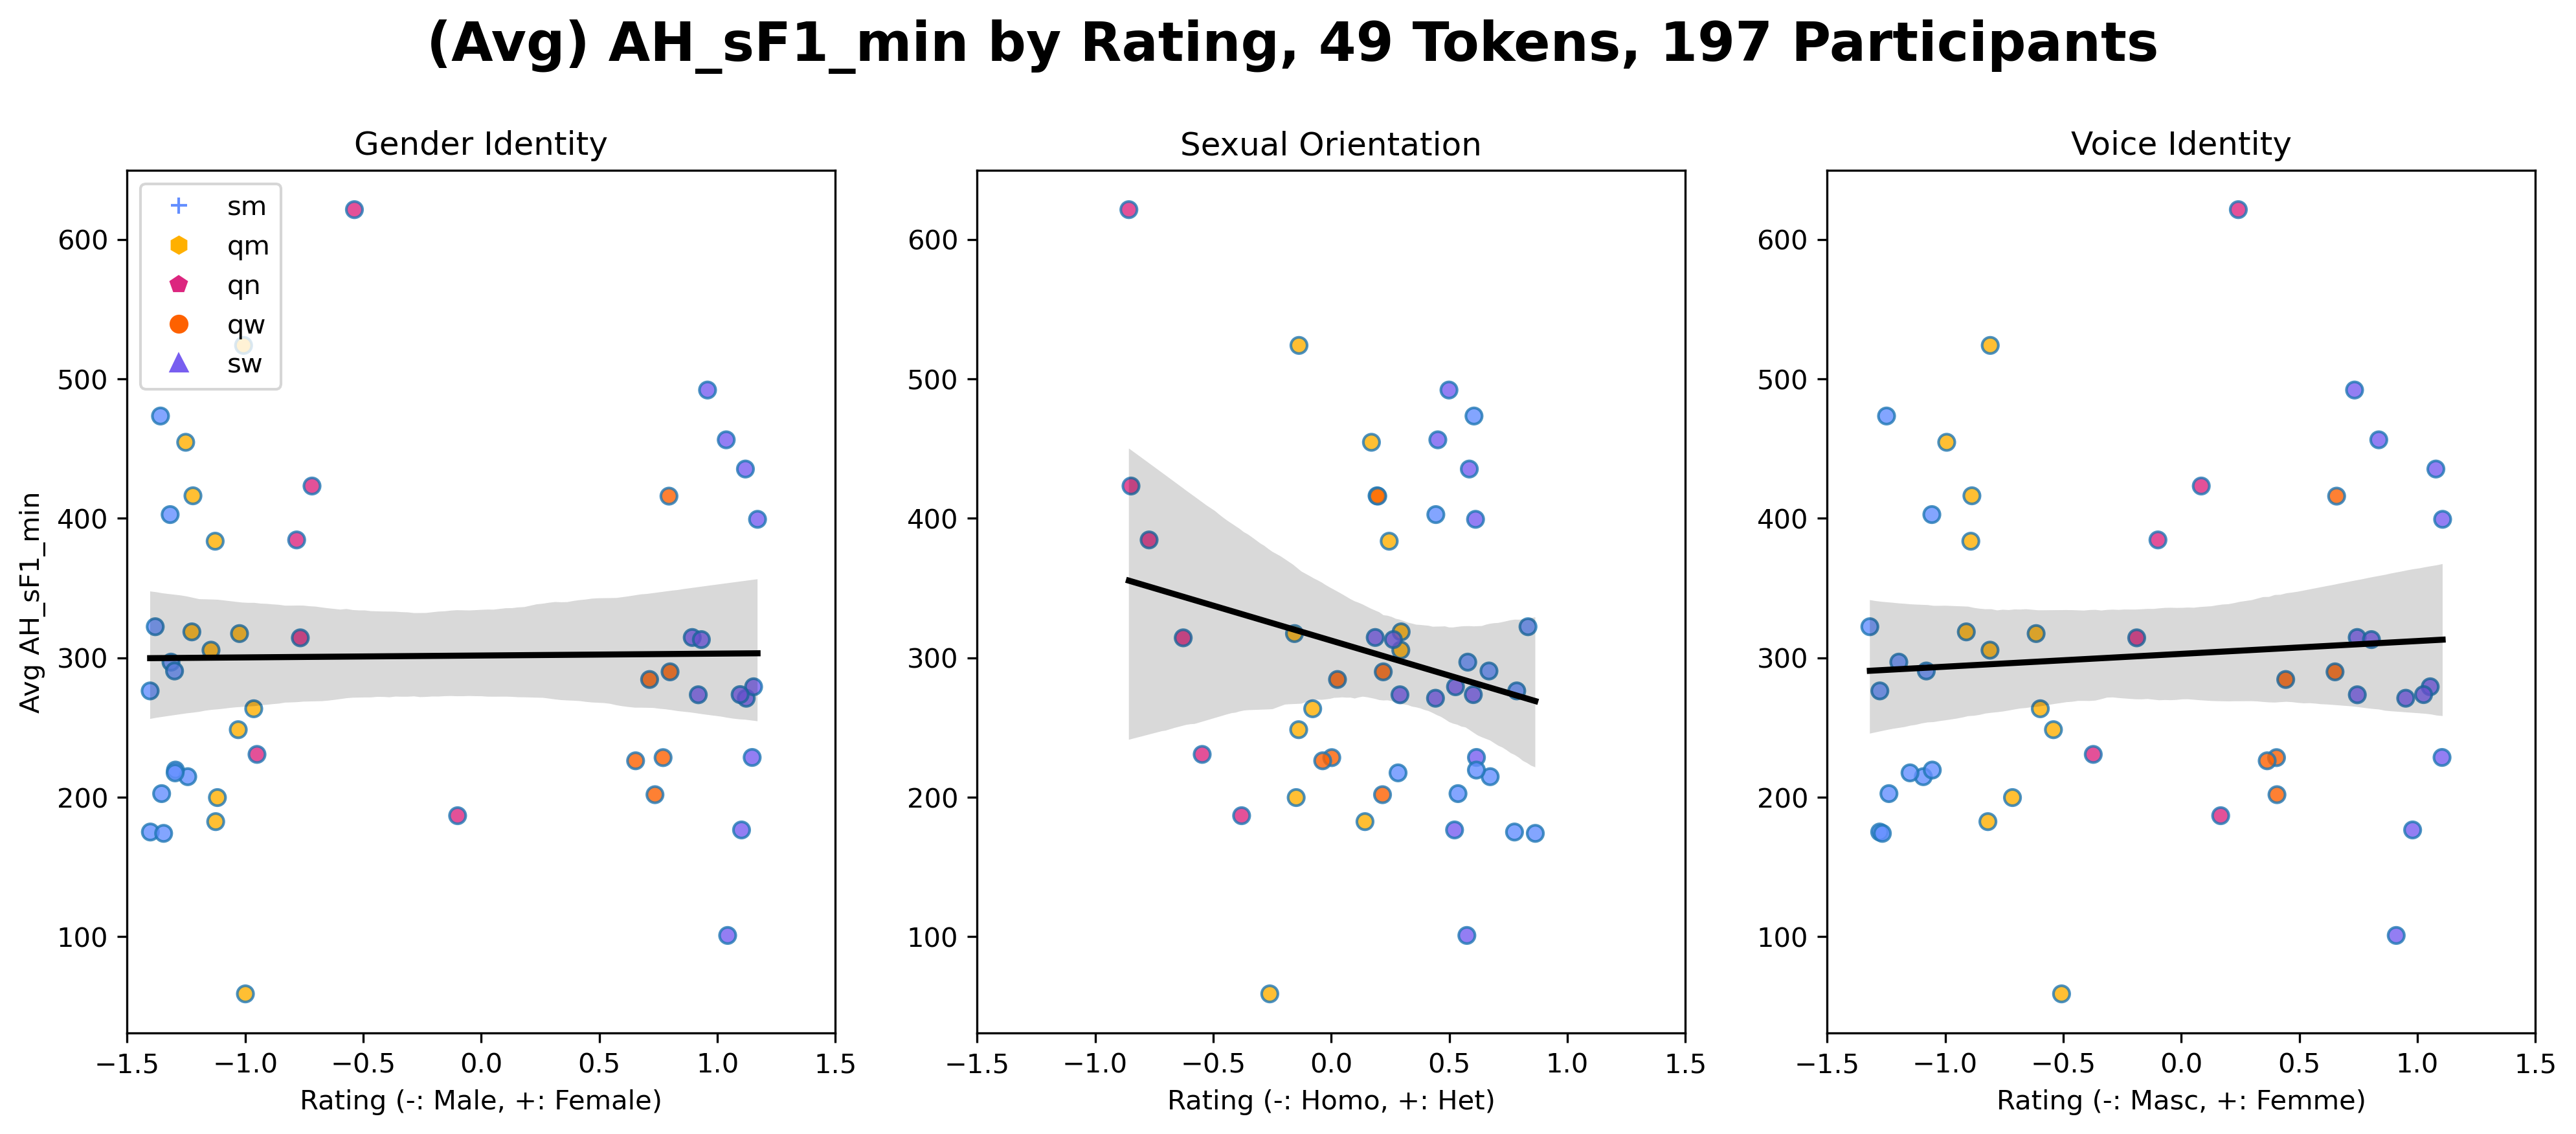 (Avg) AH_sF1_min by Rating, 49 Tokens, 197 Participants
Gender Identity
Sexual Orientation
Voice Identity
sm
qm
qn
qw
sw
Avg AH_sF1_min
600
500
400
300
200
100
−1.5 −1.0 −0.5 0.0 0.5 1.0 1.5
Rating (-: Male, +: Female)
600
500
400
300
200
100
−1.5 −1.0 −0.5 0.0 0.5 1.0 1.5
Rating (-: Homo, +: Het)
600
500
400
300
200
100
−1.5 −1.0 −0.5 0.0 0.5 1.0 1.5
Rating (-: Masc, +: Femme)